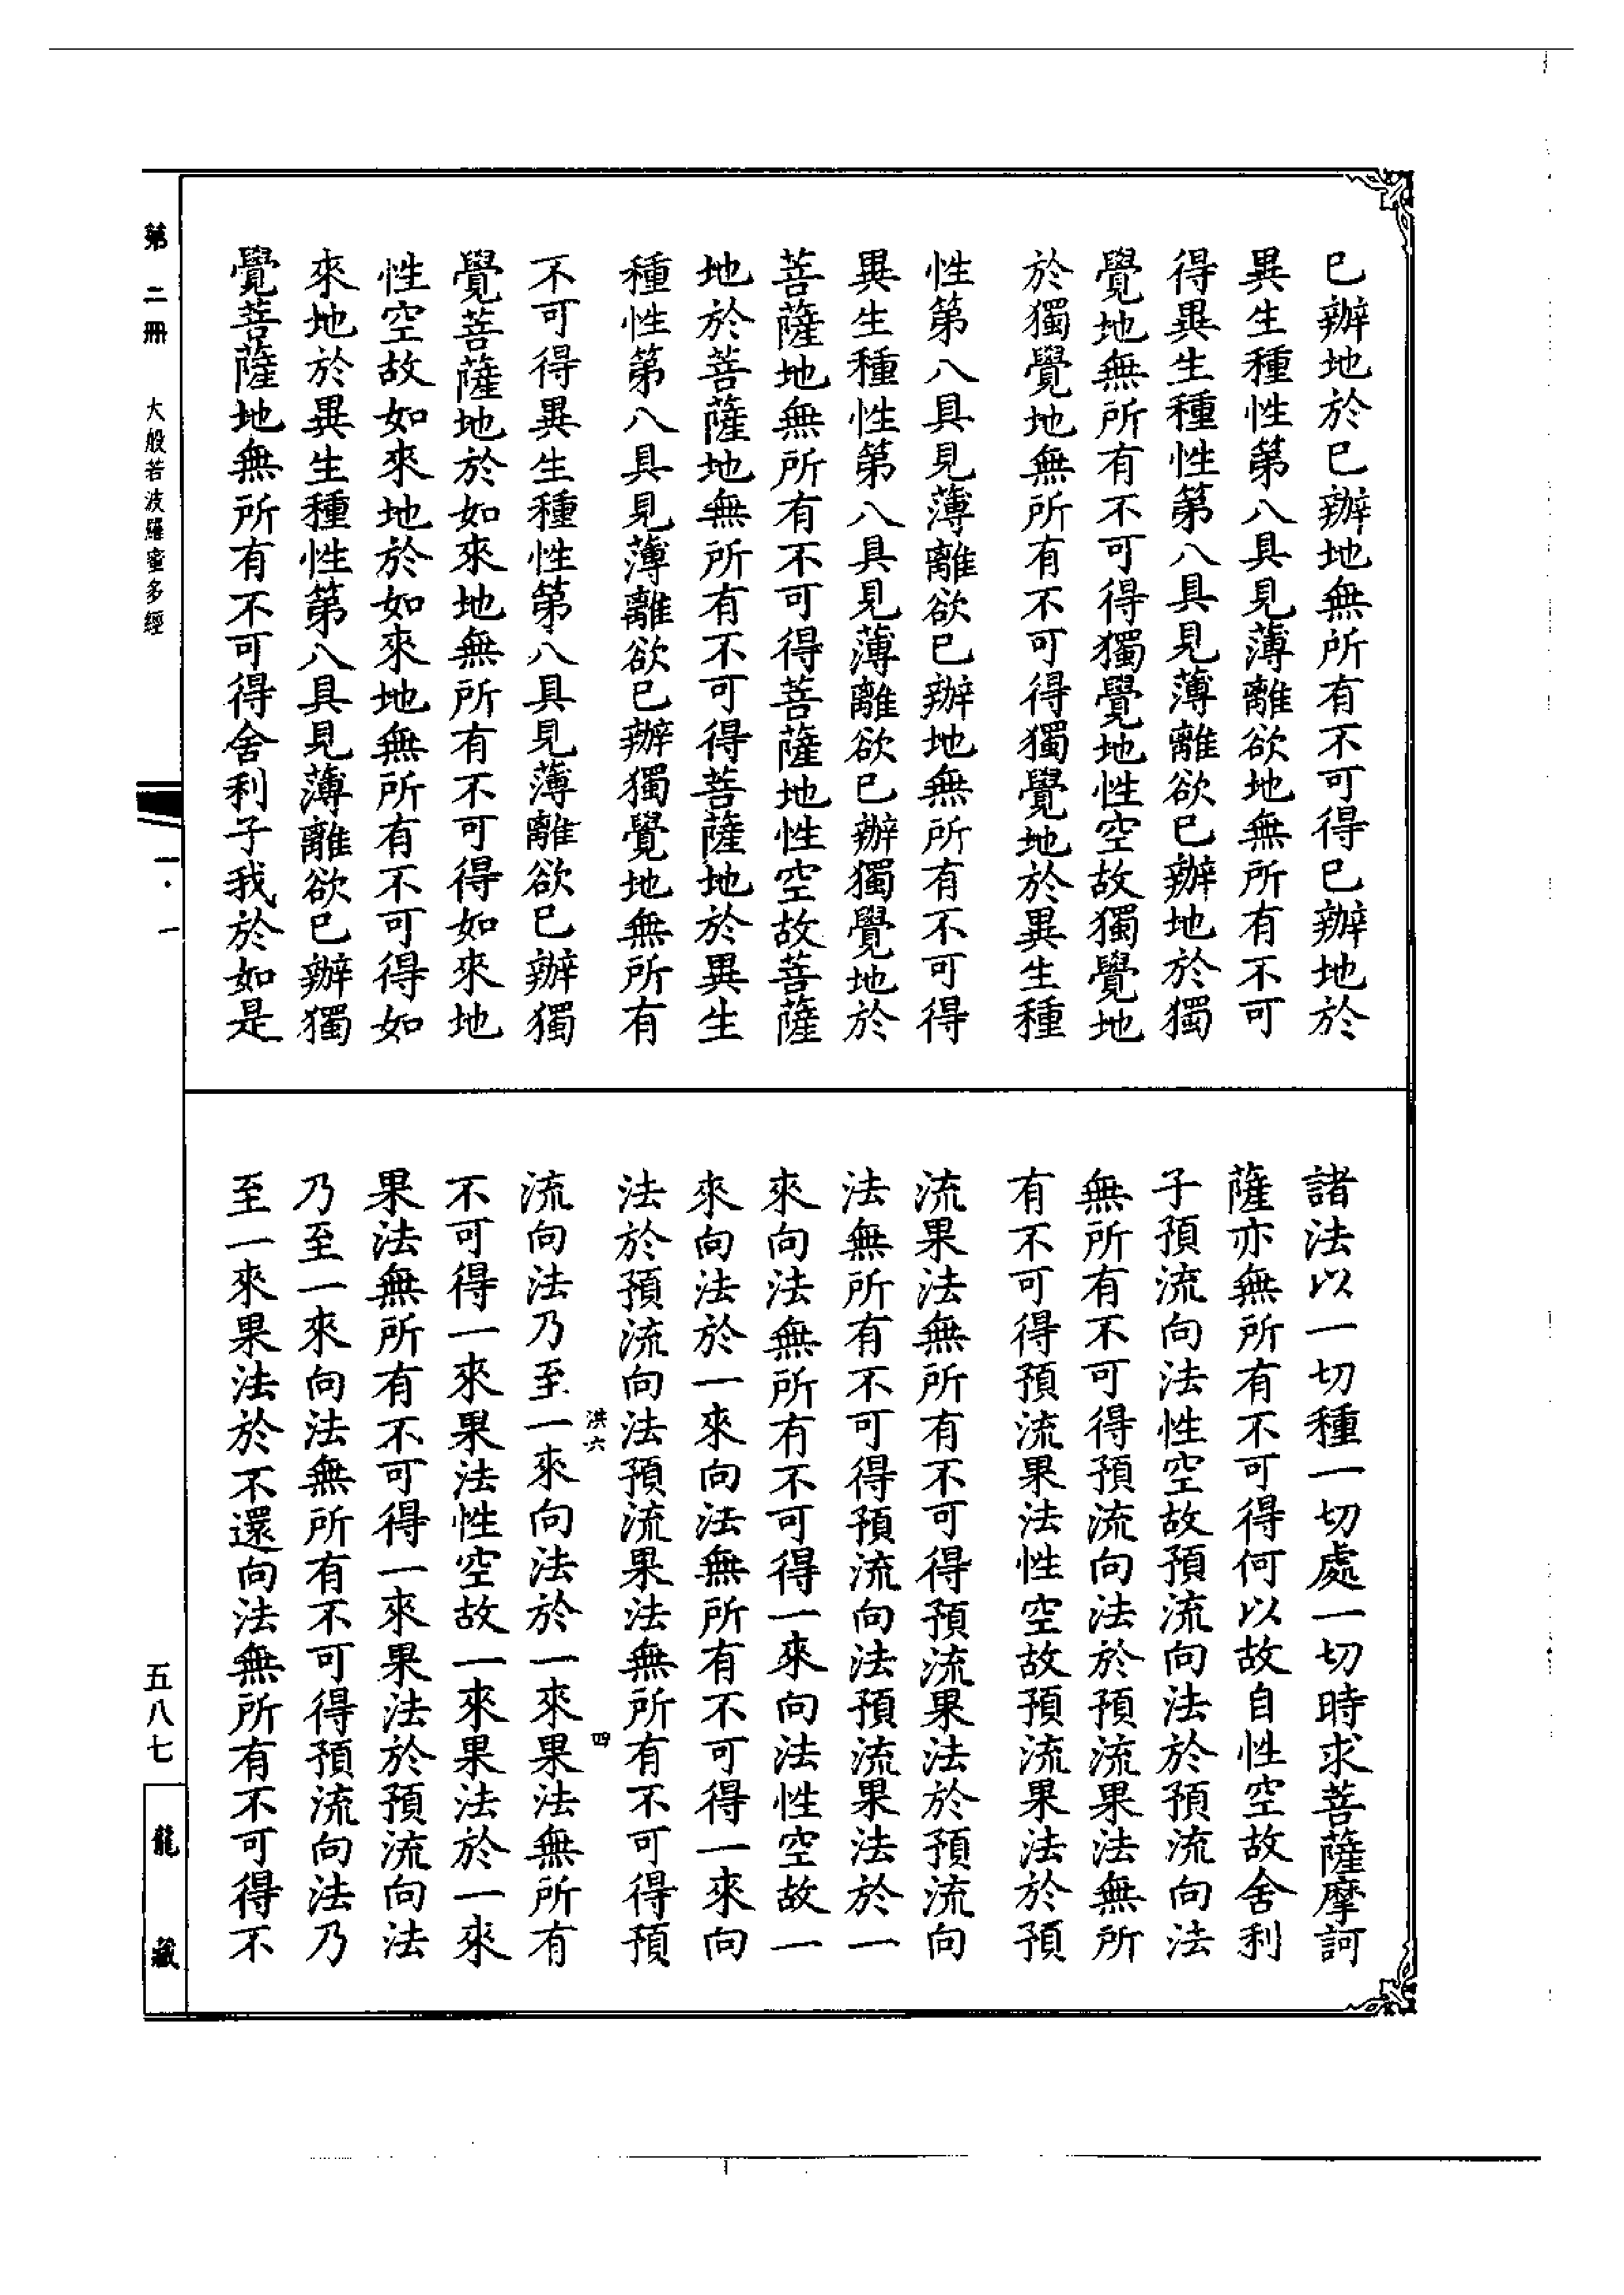 已辦地於已辦地無所有不可得已辦地於
異生種性第八具見薄離欲地無所有不可
得異生種性第八具見薄離欲已辦地於獨
覺地無所有不可得獨覺地性空故獨覺地
於獨覺地無所有不可得獨覺地於異生種
性第八具見薄離欲已辦地無所有不可得
異生種性第八具見薄離欲已辦獨覺地於
菩薩地無所有不可得菩薩地性空故菩薩
地於菩薩地無所有不可得菩薩地於異生
種性第八具見薄離欲已辦獨覺地無所有
不可得異生種性第八具見薄離欲已辦獨
覺菩薩地於如來地無所有不可得如來地
性空故如來地於如來地無所有不可得如
來地於異生種性第八具見薄離欲已辦獨
覺菩薩地無所有不可得舍利子我於如是
諸法以一切種一切處一切時求菩薩摩訶
薩亦無所有不可得何以故自性空故舍利
子預流向法性空故預流向法於預流向法
無所有不可得預流向法於預流果法無所
有不可得預流果法性空故預流果法於預
流果法無所有不可得預流果法於預流向
法無所有不可得預流向法預流果法於一
來向法無所有不可得一來向法性空故一
來向法於一來向法無所有不可得一來向
法於預流向法預流果法無所有不可得預
洪六
四
流向法乃至一來向法於一來果法無所有
不可得一來果法性空故一來果法於一來
果法無所有不可得一來果法於預流向法
乃至一來向法無所有不可得預流向法乃
至一來果法於不還向法無所有不可得不
第二冊
大般若波羅蜜多經
一·一
五八七
龍藏